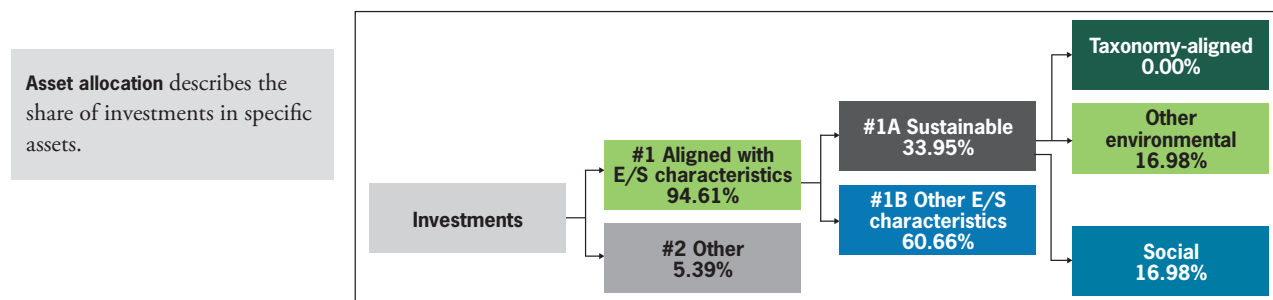 Asset allocation describes the
share of investments in specific
assets.
Investments
#1 Aligned with
E/S characteristics
94.61%
#2 Other
5.39%
#1A Sustainable
33.95%
#1B Other E/S
characteristics
60.66%
Taxonomy-aligned
0.00%
Other
environmental
16.98%
Social
16.98%